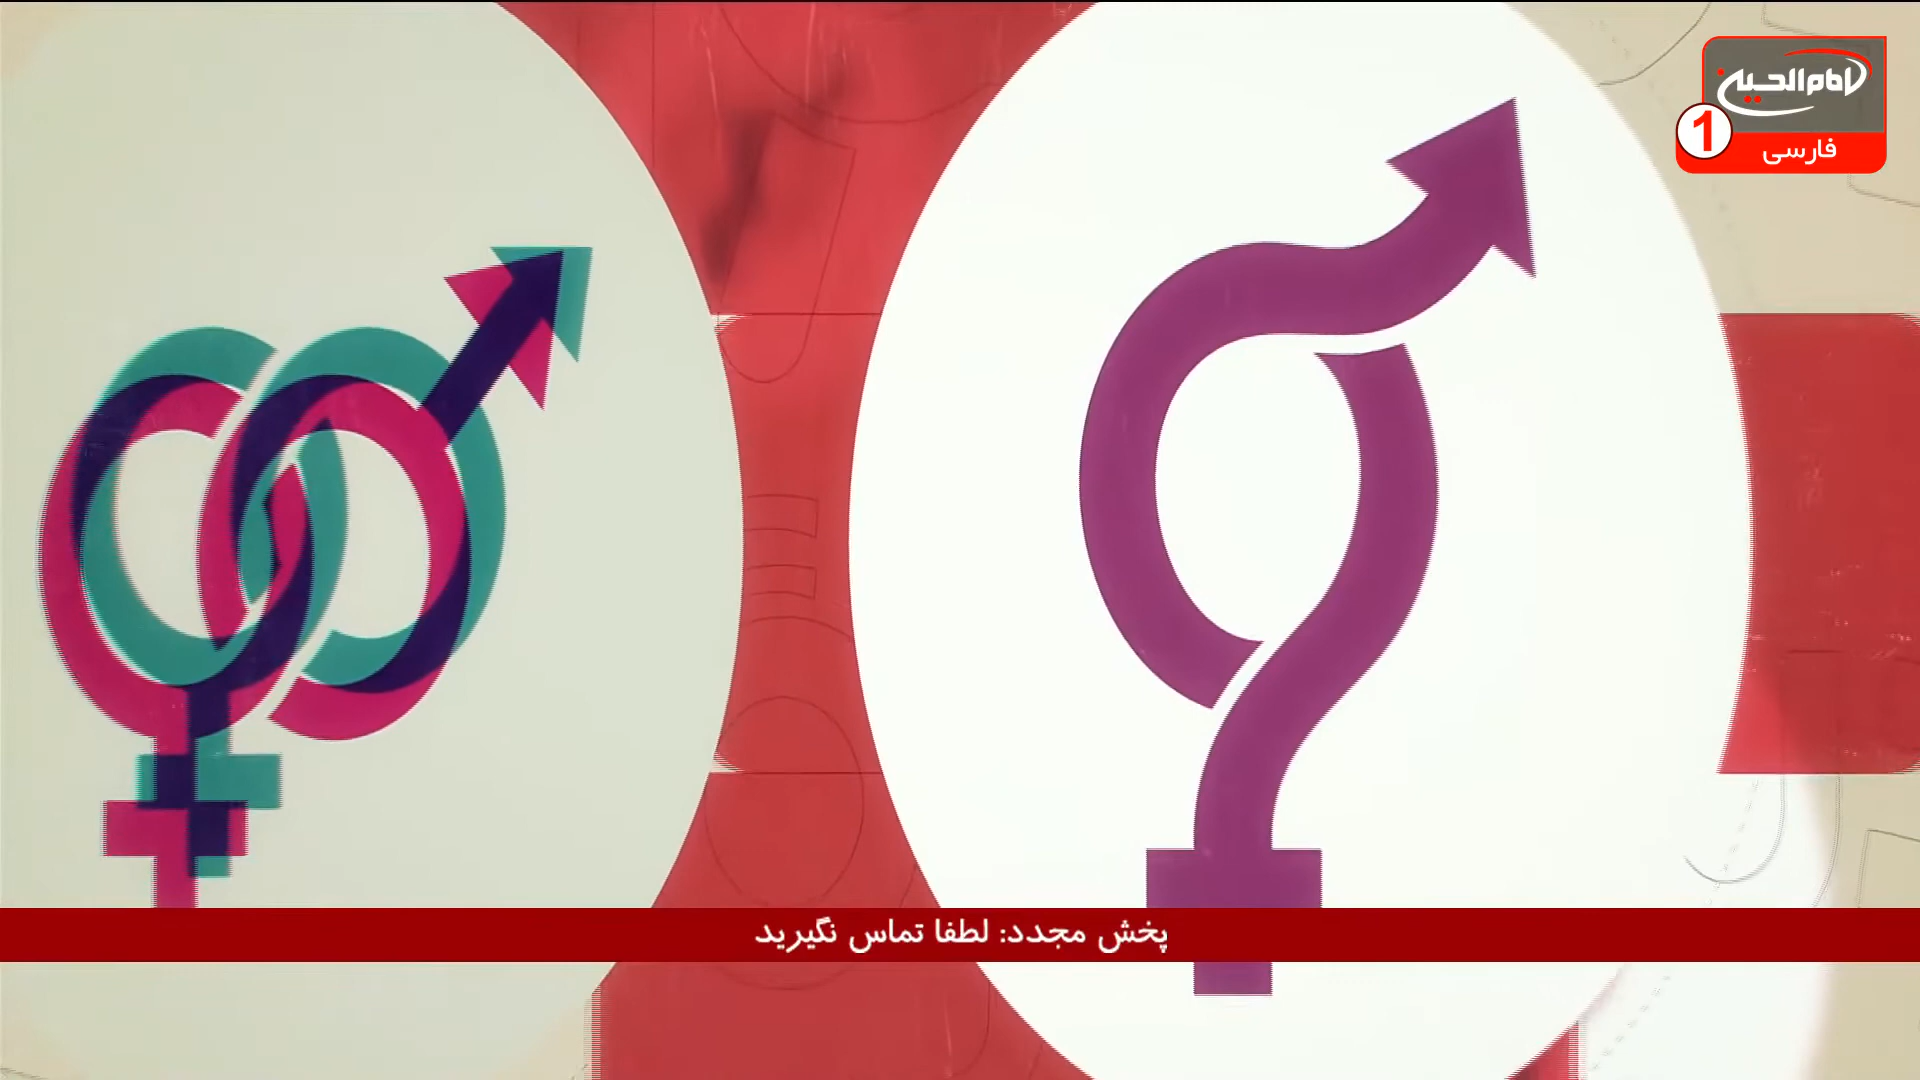 امام الحسین
1
فارسی
پخش مجدد: لطفا تماس نگیرید